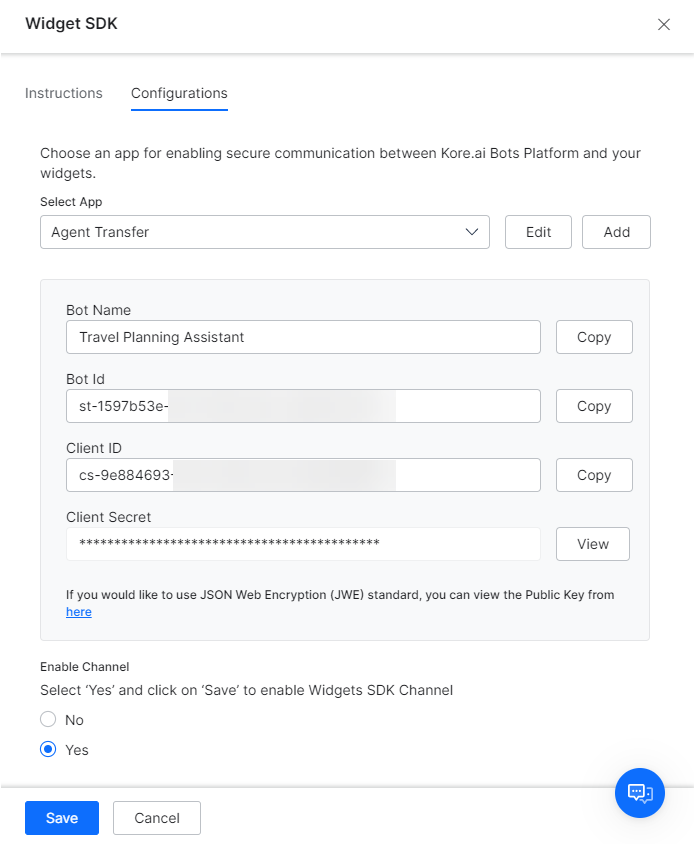 Widget SDK
Instructions
Configurations
Choose an app for enabling secure communication between Kore.ai Bots Platform and your
widgets.
Select App
Agent Transfer
Edit
Add
Bot Name
Travel Planning Assistant
Copy
Bot Id
st-1597b53e-
Copy
Client ID
cs-9e884693-
Copy
Client Secret
*******************************************
View
If you would like to use JSON Web Encryption (JWE) standard, you can view the Public Key from
here
Enable Channel
Select ‘Yes’ and click on ‘Save’ to enable Widgets SDK Channel
No
Yes
Save
Cancel